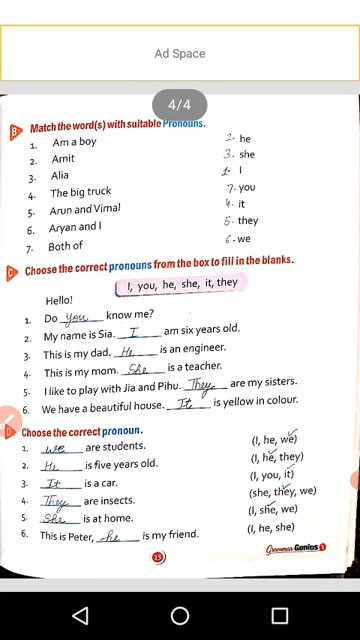 Ad Space
4/4
B Match the word(s) with suitable Pronouns.
1. Am a boy 2. he
2. Amit 3. she
3. Alia 1. I
4. The big truck 7. you
5. Arun and Vimal 4. it
6. Aryan and I 5. they
7. Both of 6. we
C Choose the correct pronouns from the box to fill in the blanks.
I, you, he, she, it, they
Hello!
1. Do you know me?
2. My name is Sia. I am six years old.
3. This is my dad. He is an engineer.
4. This is my mom. She is a teacher.
5. I like to play with Jia and Pihu. They are my sisters.
6. We have a beautiful house. It is yellow in colour.
D Choose the correct pronoun.
1. we are students. (I, he, we)
2. He is five years old. (I, he, they)
3. It is a car. (I, you, it)
4. They are insects. (she, they, we)
5. She is at home. (I, she, we)
6. This is Peter, he is my friend. (I, he, she)
15
Grammar Genius 1